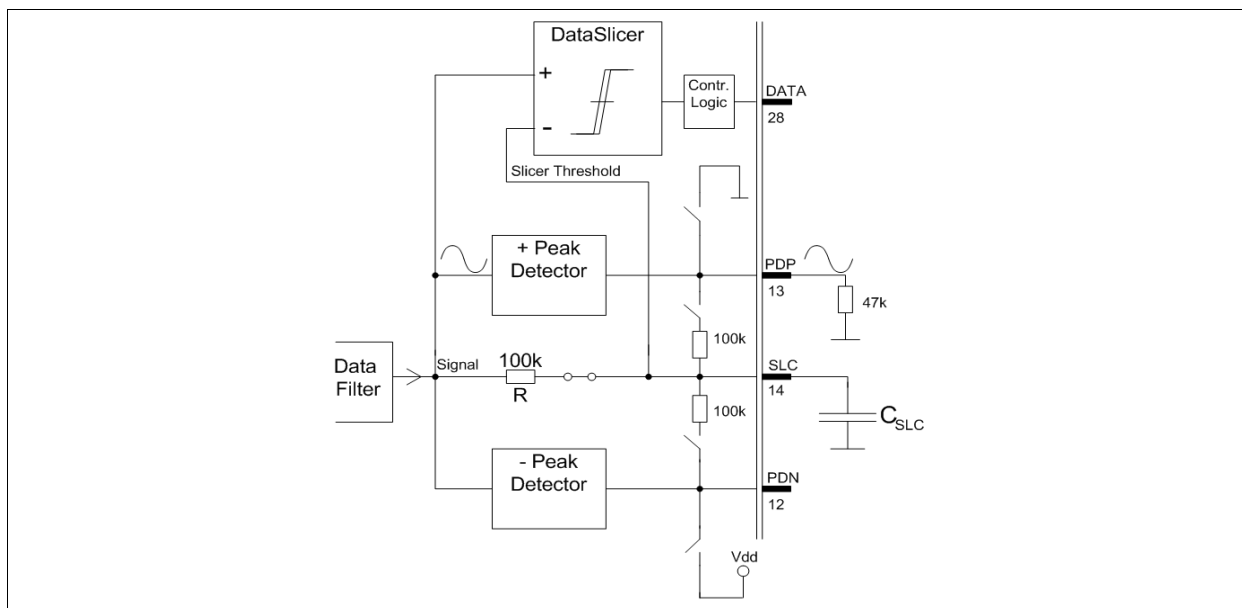 DataSlicer
+
-
Contr.
Logic
DATA
28
Slicer Threshold
+ Peak
Detector
PDP
13
47k
100k
Data
Filter
Signal
100k
R
SLC
14
C_SLC
100k
- Peak
Detector
PDN
12
Vdd